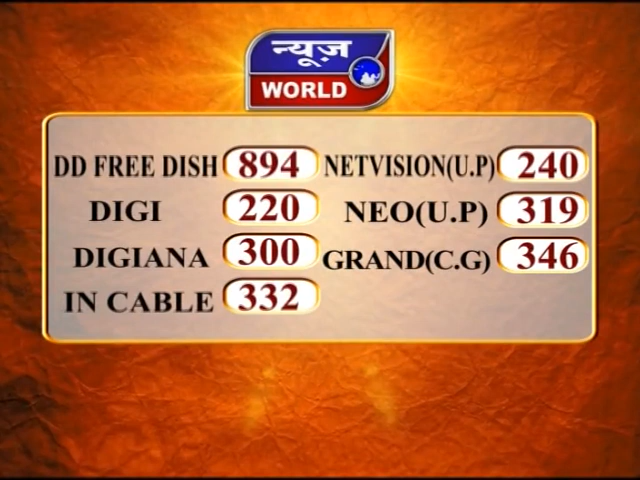 न्यूज़
WORLD
DD FREE DISH 894 NETVISION(U.P) 240
DIGI 220 NEO(U.P) 319
DIGIANA 300 GRAND(C.G) 346
IN CABLE 332